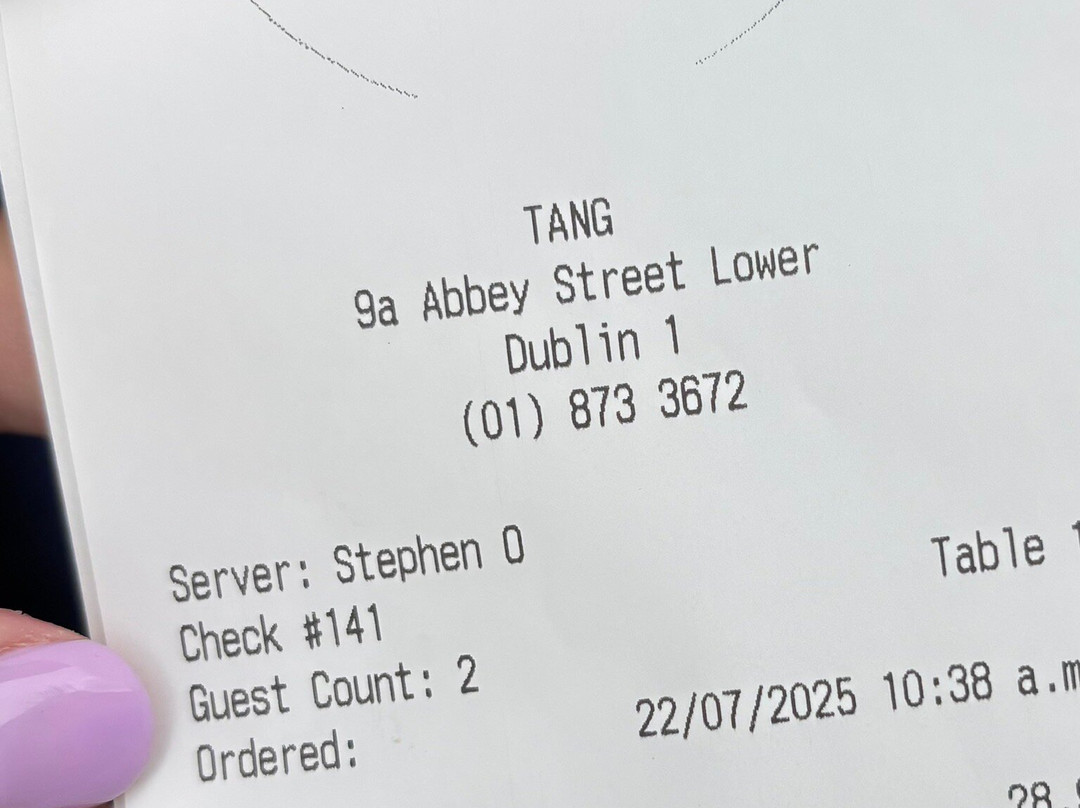 TANG
9a Abbey Street Lower
Dublin 1
(01) 873 3672
Server: Stephen O
Table
Check #141
Guest Count: 2
Ordered:
22/07/2025 10:38 a.m